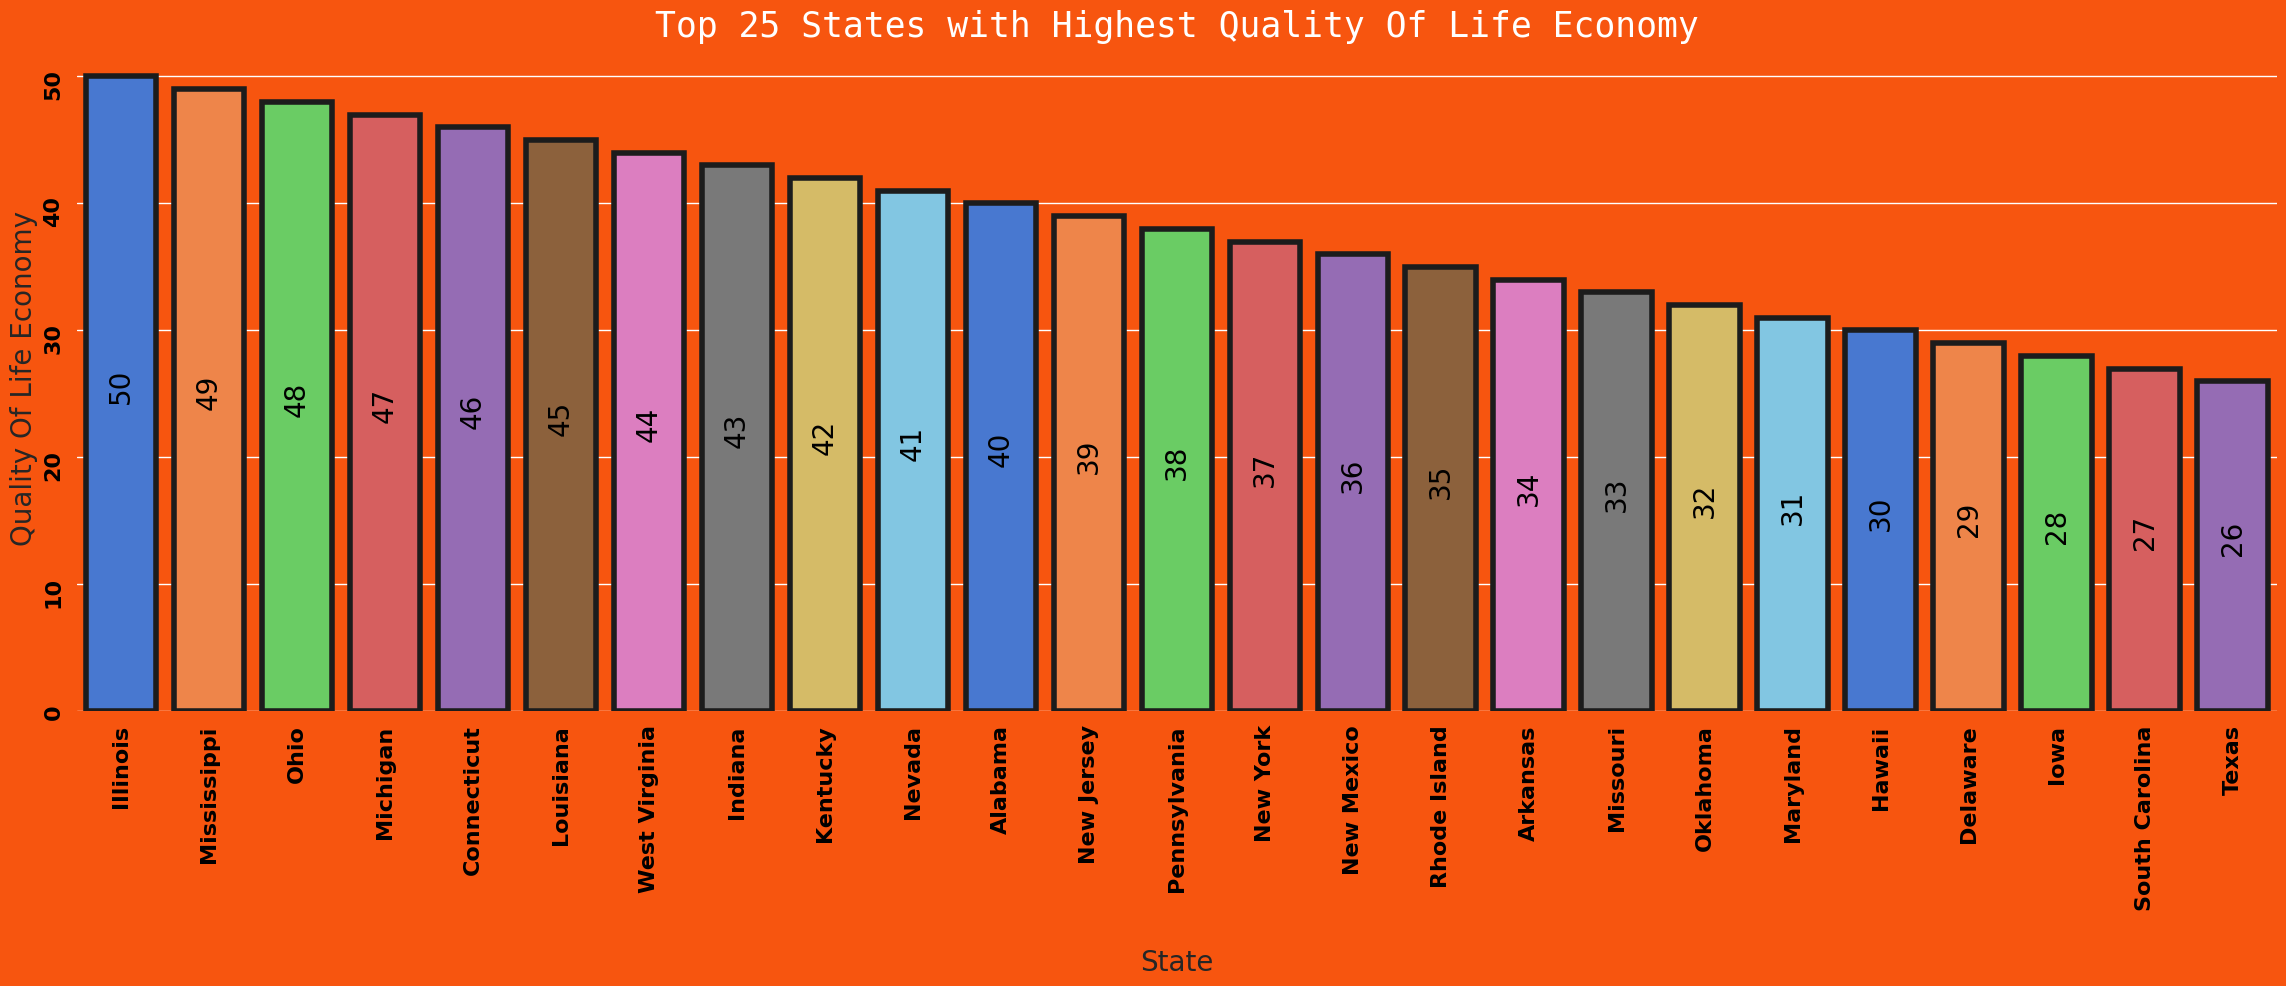 Top 25 States with Highest Quality Of Life Economy
Quality Of Life Economy
50
40
30
20
10
0
50
49
48
47
46
45
44
43
42
41
40
39
38
37
36
35
34
33
32
31
30
29
28
27
26
Illinois
Mississippi
Ohio
Michigan
Connecticut
Louisiana
West Virginia
Indiana
Kentucky
Nevada
Alabama
New Jersey
Pennsylvania
New York
New Mexico
Rhode Island
Arkansas
Missouri
Oklahoma
Maryland
Hawaii
Delaware
Iowa
South Carolina
Texas
State